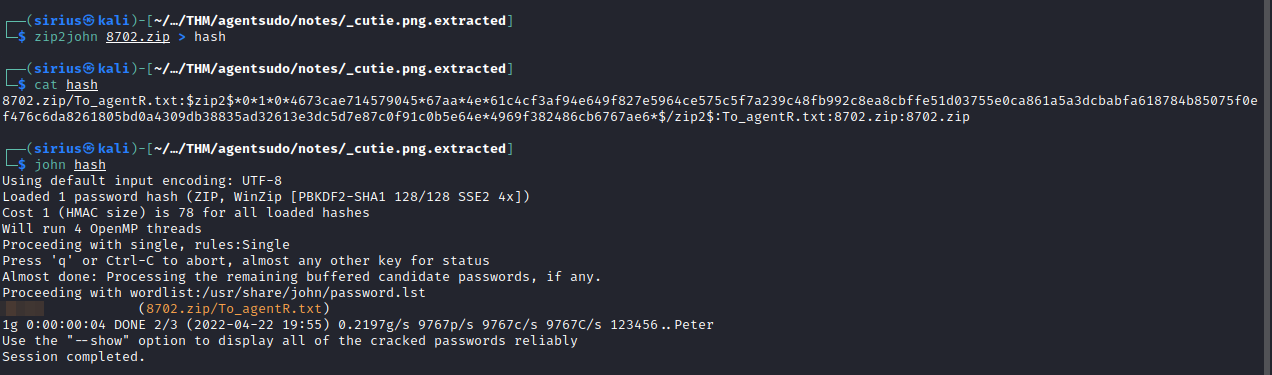 ┌──(sirius㉿kali)-[~/…/THM/agentsudo/notes/_cutie.png.extracted]
└─$ zip2john 8702.zip > hash
┌──(sirius㉿kali)-[~/…/THM/agentsudo/notes/_cutie.png.extracted]
└─$ cat hash
8702.zip/To_agentR.txt:$zip2$*0*1*0*4673cae714579045*67aa*4e*61c4cf3af94e649f827e5964ce575c5f7a239c48fb992c8ea8cbffe51d03755e0ca861a5a3dcbabfa618784b85075f0e
f476c6da8261805bd0a4309db38835ad32613e3dc5d7e87c0f91c0b5e64e*4969f382486cb6767ae6*$/zip2$:To_agentR.txt:8702.zip:8702.zip
┌──(sirius㉿kali)-[~/…/THM/agentsudo/notes/_cutie.png.extracted]
└─$ john hash
Using default input encoding: UTF-8
Loaded 1 password hash (ZIP, WinZip [PBKDF2-SHA1 128/128 SSE2 4x])
Cost 1 (HMAC size) is 78 for all loaded hashes
Will run 4 OpenMP threads
Proceeding with single, rules:Single
Press 'q' or Ctrl-C to abort, almost any other key for status
Almost done: Processing the remaining buffered candidate passwords, if any.
Proceeding with wordlist:/usr/share/john/password.lst
(8702.zip/To_agentR.txt)
1g 0:00:00:04 DONE 2/3 (2022-04-22 19:55) 0.2197g/s 9767p/s 9767c/s 9767C/s 123456..Peter
Use the "--show" option to display all of the cracked passwords reliably
Session completed.